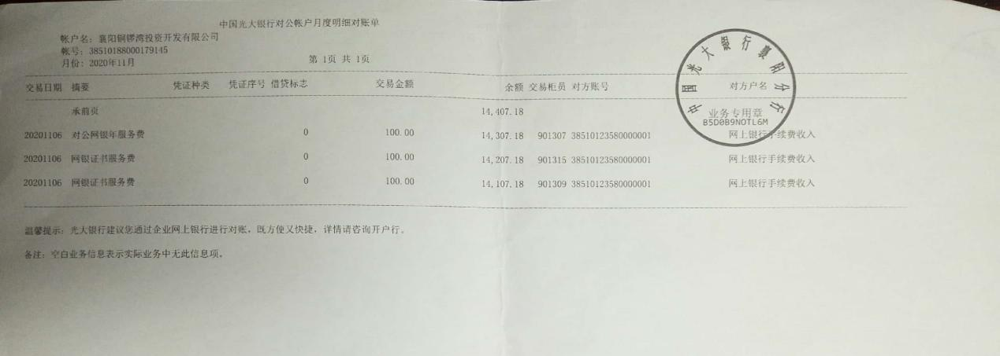 中国光大银行对公帐户月度明细对账单
帐户名：襄阳铜锣湾投资开发有限公司
帐号：38510188000179145
月份：2020年11月
第 1页 共 1页
交易日期 摘要 凭证种类 凭证序号 借贷标志 交易金额 余额 交易柜员 对方账号 对方户名
承前页 14,407.18
20201106 对公网银年服务费 0 100.00 14,307.18 901307 38510123580000001 网上银行手续费收入
20201106 网银证书服务费 0 100.00 14,207.18 901315 38510123580000001 网上银行手续费收入
20201106 网银证书服务费 0 100.00 14,107.18 901309 38510123580000001 网上银行手续费收入
温馨提示：光大银行建议您通过企业网上银行进行对账，既方便又快捷，详情请咨询开户行。
备注：空白业务信息表示实际业务中无此信息项。
中国光大银行襄阳分行
业务专用章
B5D0B9NOTL6M